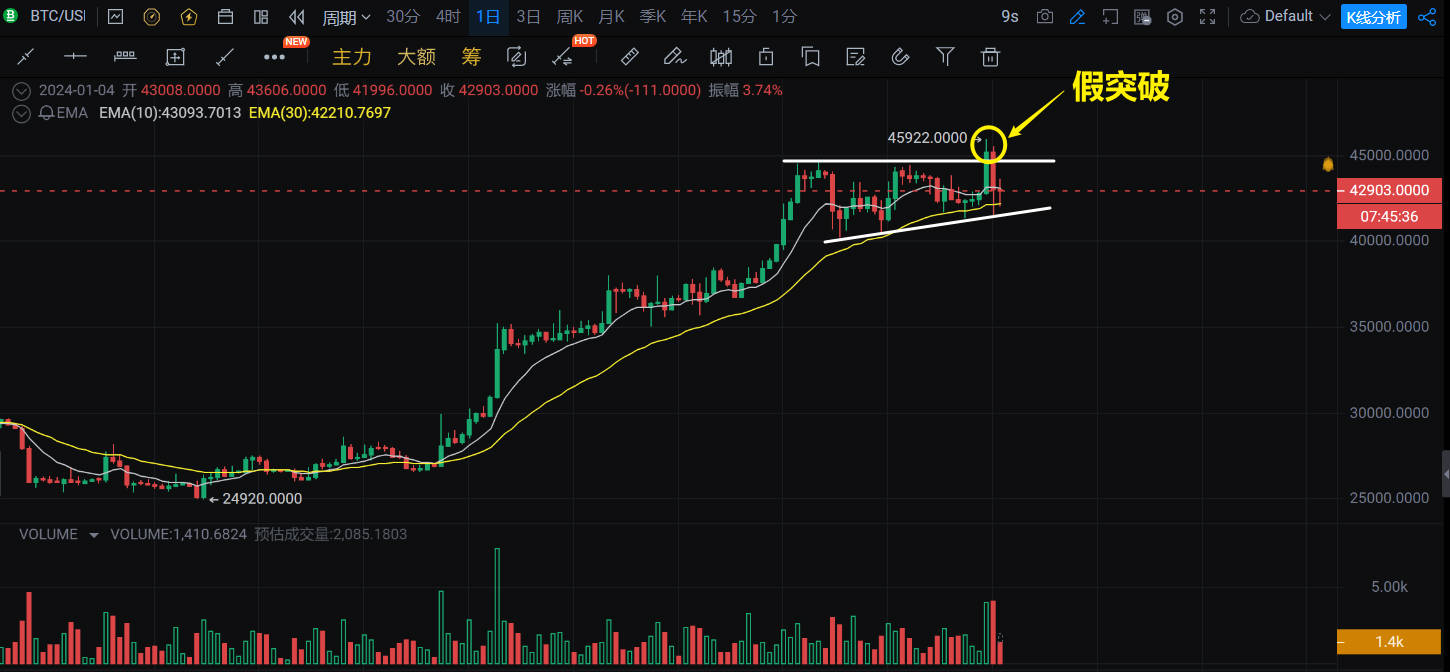 BTC/US 周期 30分 4时 1日 3日 周K 月K 季K 年K 15分 1分 9s Default K线分析
NEW 主力 大额 筹 HOT
2024-01-04 开 43008.0000 高 43606.0000 低 41996.0000 收 42903.0000 涨幅 -0.26%(-111.0000) 振幅 3.74%
EMA EMA(10):43093.7013 EMA(30):42210.7697
假突破
45922.0000
45000.0000
42903.0000
07:45:36
40000.0000
35000.0000
30000.0000
25000.0000
24920.0000
VOLUME VOLUME:1,410.6824 预估成交量:2,085.1803
5.00k
1.4k